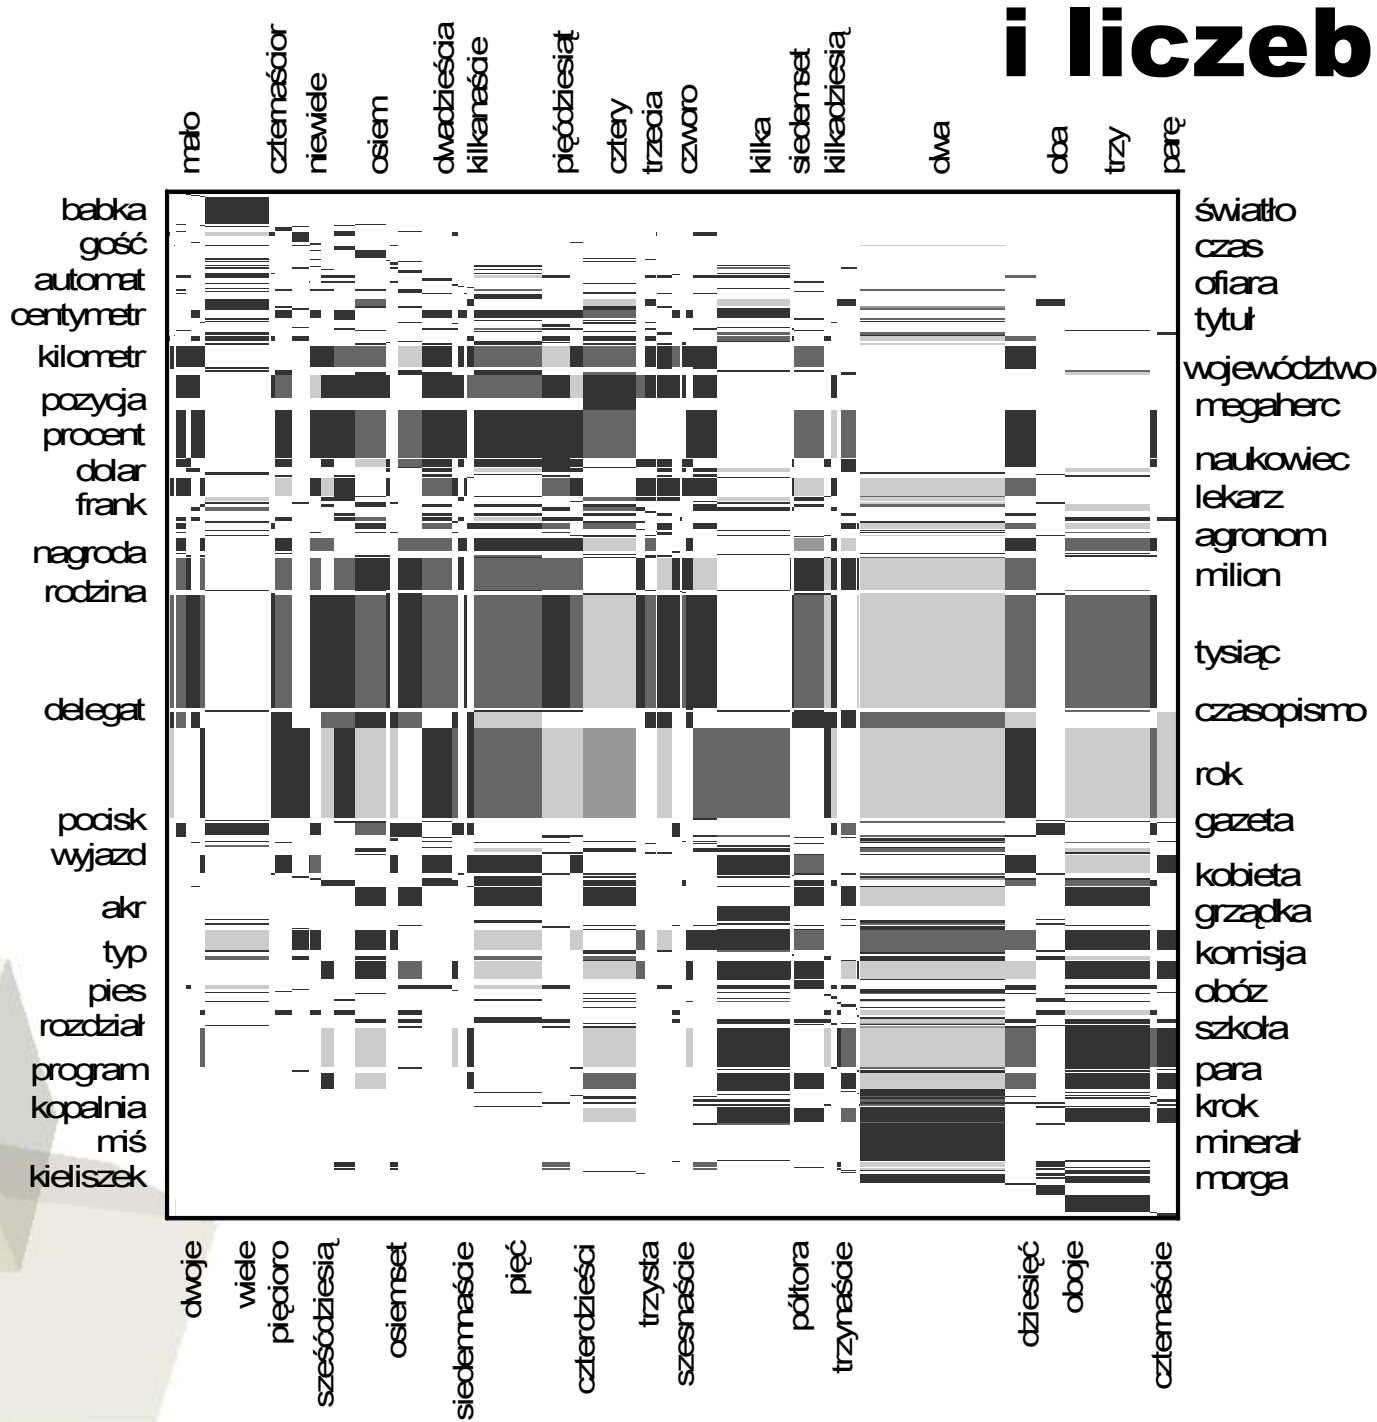 i liczeb
mało
czternaścior
niewiele
osiem
dwadzieścia
kilkanaście
pięćdziesiąt
cztery
trzecia
czworo
kilka
siedemset
kilkadziesią
dwa
oba
trzy
parę
babka
gość
automat
centymetr
kilometr
pozycja
procent
dolar
frank
nagroda
rodzina
delegat
pocisk
wyjazd
akr
typ
pies
rozdział
program
kopalnia
miś
kieliszek
światło
czas
ofiara
tytuł
województwo
megaherc
naukowiec
lekarz
agronom
milion
tysiąc
czasopismo
rok
gazeta
kobieta
grządka
komisja
obóz
szkoła
para
krok
minerał
morga
dwoje
wiele
pięcioro
sześćdziesią
osiemset
siedemnaście
pięć
czterdzieści
trzysta
szesnaście
półtora
trzynaście
dziesięć
oboje
czternaście